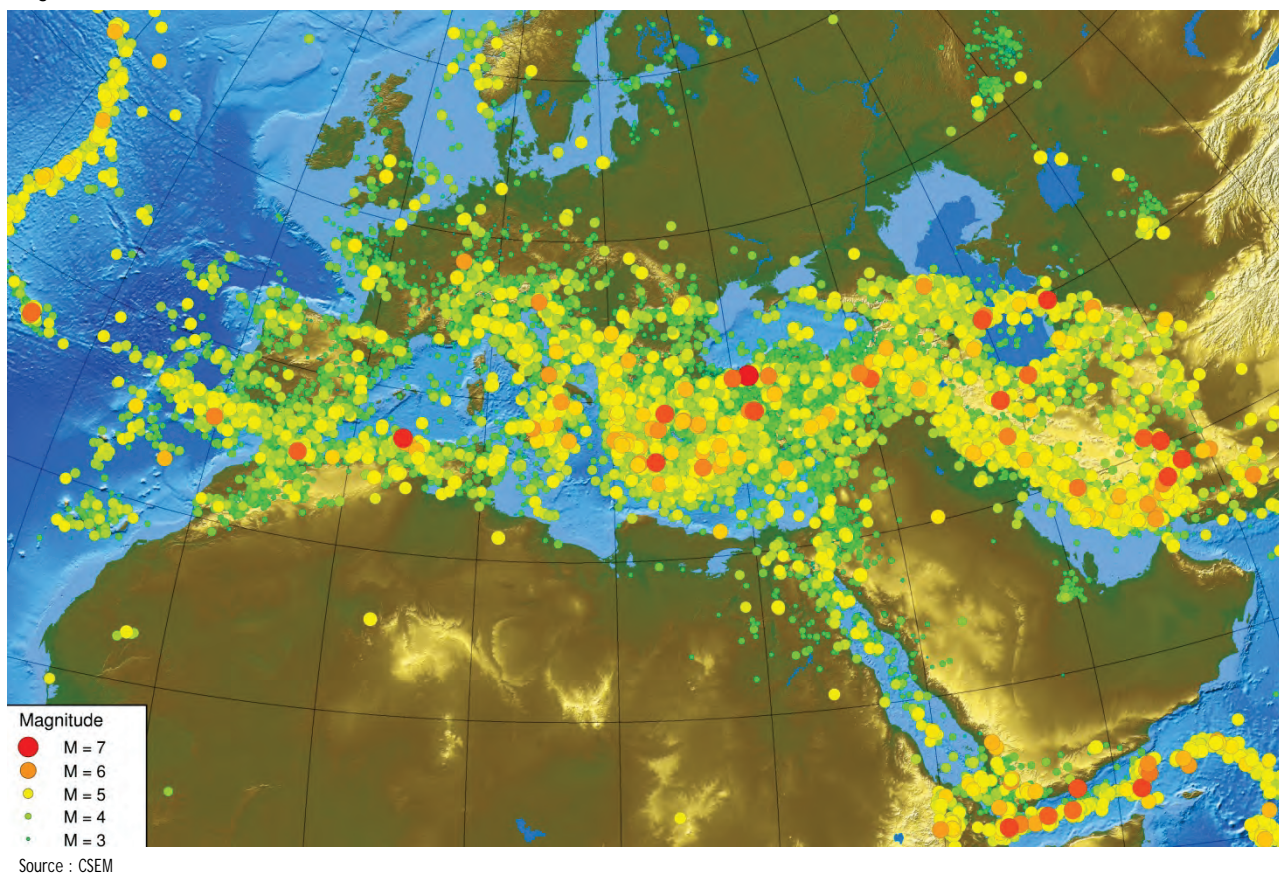 Magnitude
M = 7
M = 6
M = 5
M = 4
M = 3
Source : CSEM